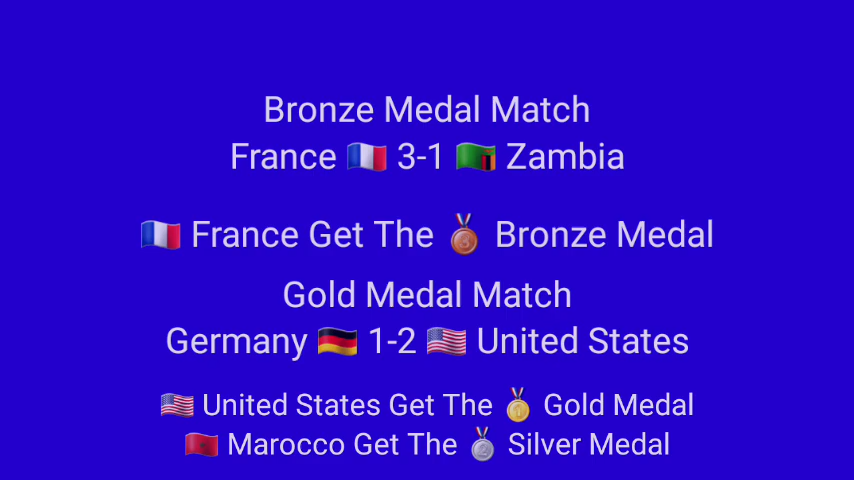 Bronze Medal Match
France 🇫🇷 3-1 🇿🇲 Zambia
🇫🇷 France Get The 🥉 Bronze Medal
Gold Medal Match
Germany 🇩🇪 1-2 🇺🇸 United States
🇺🇸 United States Get The 🥇 Gold Medal
🇲🇦 Marocco Get The 🥈 Silver Medal